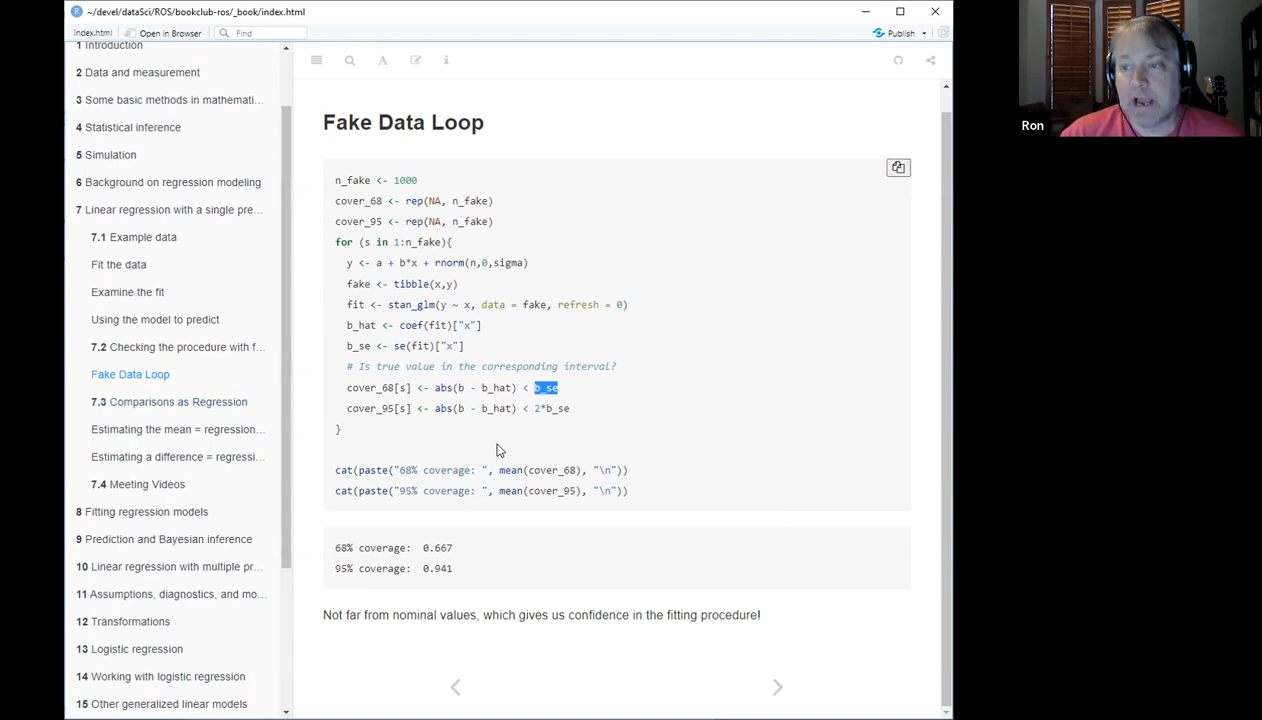 ~/devel/dataSci/ROS/bookclub-ros/_book/index.html
index.html
Open in Browser
Find
Publish
1 Introduction
2 Data and measurement
3 Some basic methods in mathemati...
4 Statistical inference
5 Simulation
6 Background on regression modeling
7 Linear regression with a single pre...
7.1 Example data
Fit the data
Examine the fit
Using the model to predict
7.2 Checking the procedure with f...
Fake Data Loop
7.3 Comparisons as Regression
Estimating the mean = regression...
Estimating a difference = regressi...
7.4 Meeting Videos
8 Fitting regression models
9 Prediction and Bayesian inference
10 Linear regression with multiple pr...
11 Assumptions, diagnostics, and mo...
12 Transformations
13 Logistic regression
14 Working with logistic regression
15 Other generalized linear models
Fake Data Loop
n_fake <- 1000
cover_68 <- rep(NA, n_fake)
cover_95 <- rep(NA, n_fake)
for (s in 1:n_fake){
y <- a + b*x + rnorm(n,0,sigma)
fake <- tibble(x,y)
fit <- stan_glm(y ~ x, data = fake, refresh = 0)
b_hat <- coef(fit)["x"]
b_se <- se(fit)["x"]
# Is true value in the corresponding interval?
cover_68[s] <- abs(b - b_hat) < b_se
cover_95[s] <- abs(b - b_hat) < 2*b_se
}
cat(paste("68% coverage: ", mean(cover_68), "\n"))
cat(paste("95% coverage: ", mean(cover_95), "\n"))
68% coverage:  0.667
95% coverage:  0.941
Not far from nominal values, which gives us confidence in the fitting procedure!
Ron